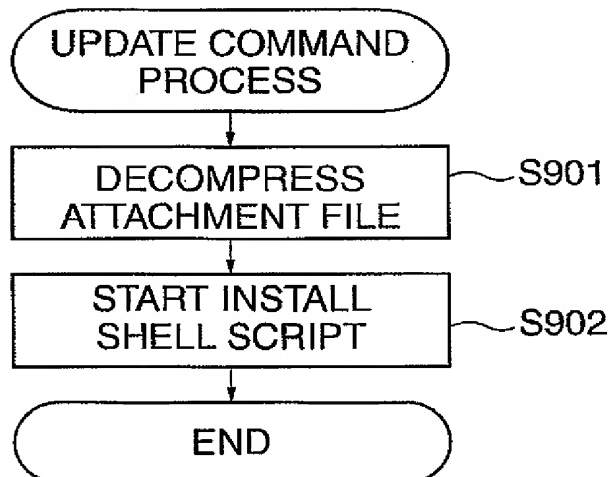 UPDATE COMMAND
PROCESS
DECOMPRESS
ATTACHMENT FILE
S901
START INSTALL
SHELL SCRIPT
S902
END